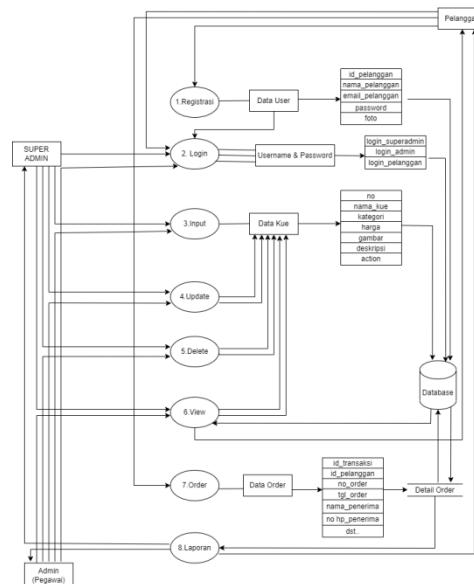 Pelangga
1.Registrasi
Data User
id_pelanggan
nama_pelanggan
email_pelanggan
password
foto
SUPER
ADMIN
2. Login
Username & Password
login_superadmin
login_admin
login_pelanggan
3.Input
Data Kue
no
nama_kue
kategori
harga
gambar
deskripsi
action
4.Update
5.Delete
Database
6.View
7.Order
Data Order
id_transaksi
id_pelanggan
no_order
tgl_order
nama_penerima
no hp_penerima
dst..
Detail Order
8.Laporan
Admin
(Pegawai)